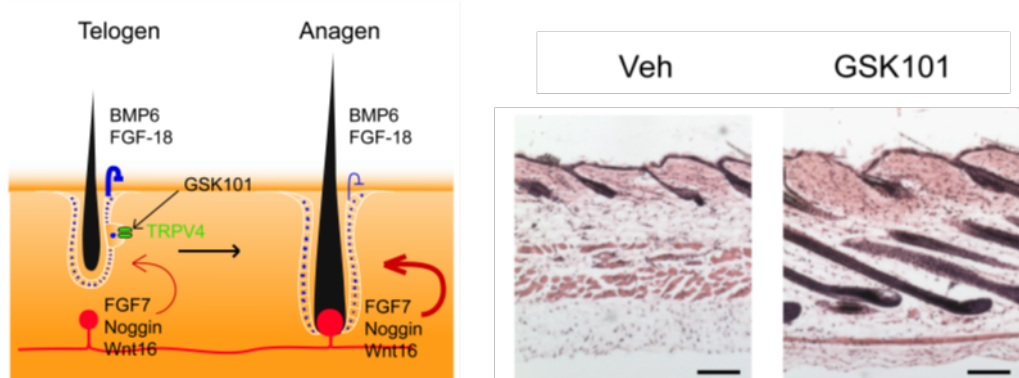 Telogen
Anagen
BMP6
FGF-18
BMP6
FGF-18
GSK101
TRPV4
FGF7
Noggin
Wnt16
FGF7
Noggin
Wnt16
Veh
GSK101